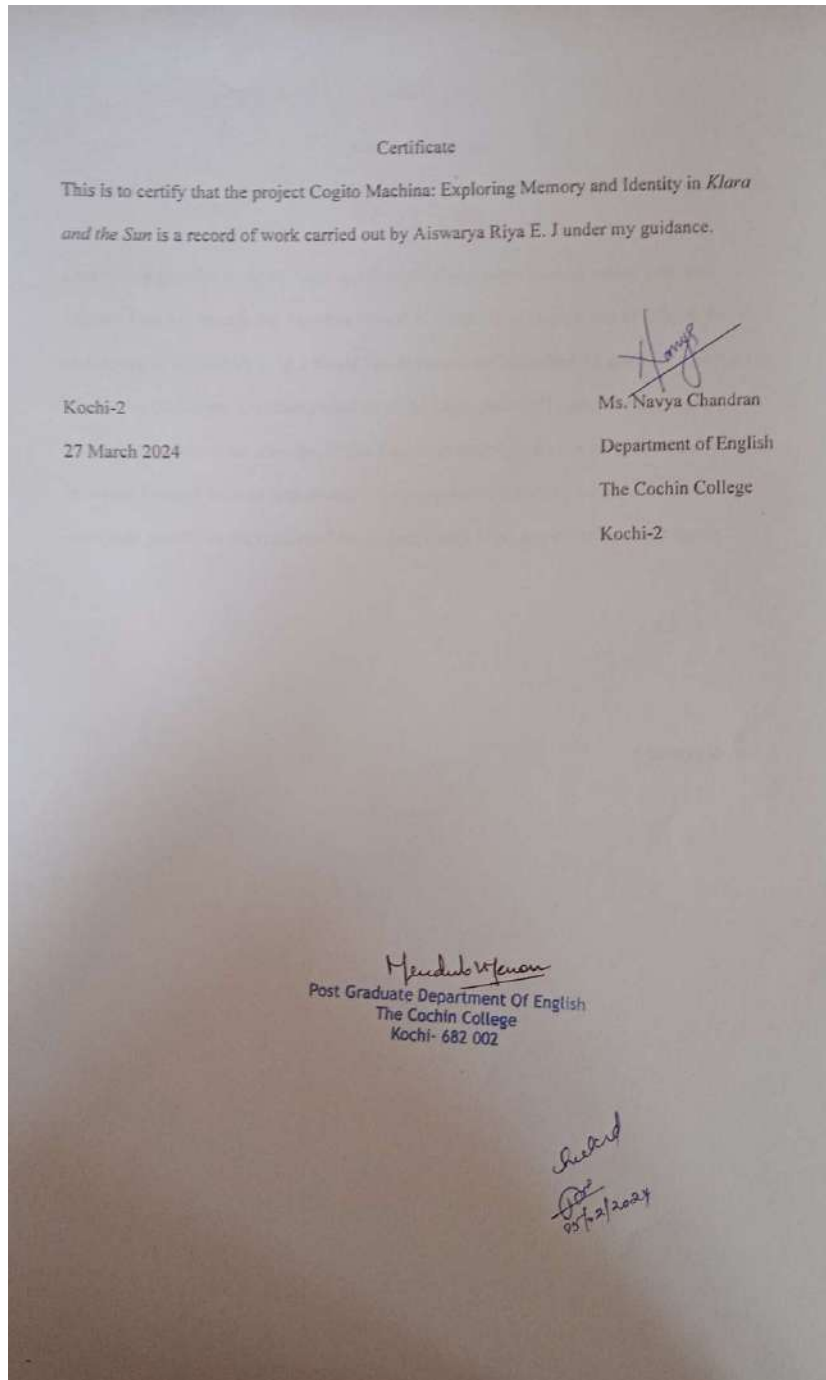 Certificate
This is to certify that the project Cogito Machina: Exploring Memory and Identity in Klara
and the Sun is a record of work carried out by Aiswarya Riya E. J under my guidance.
Kochi-2
27 March 2024
Ms. Navya Chandran
Department of English
The Cochin College
Kochi-2
Post Graduate Department Of English
The Cochin College
Kochi- 682 002